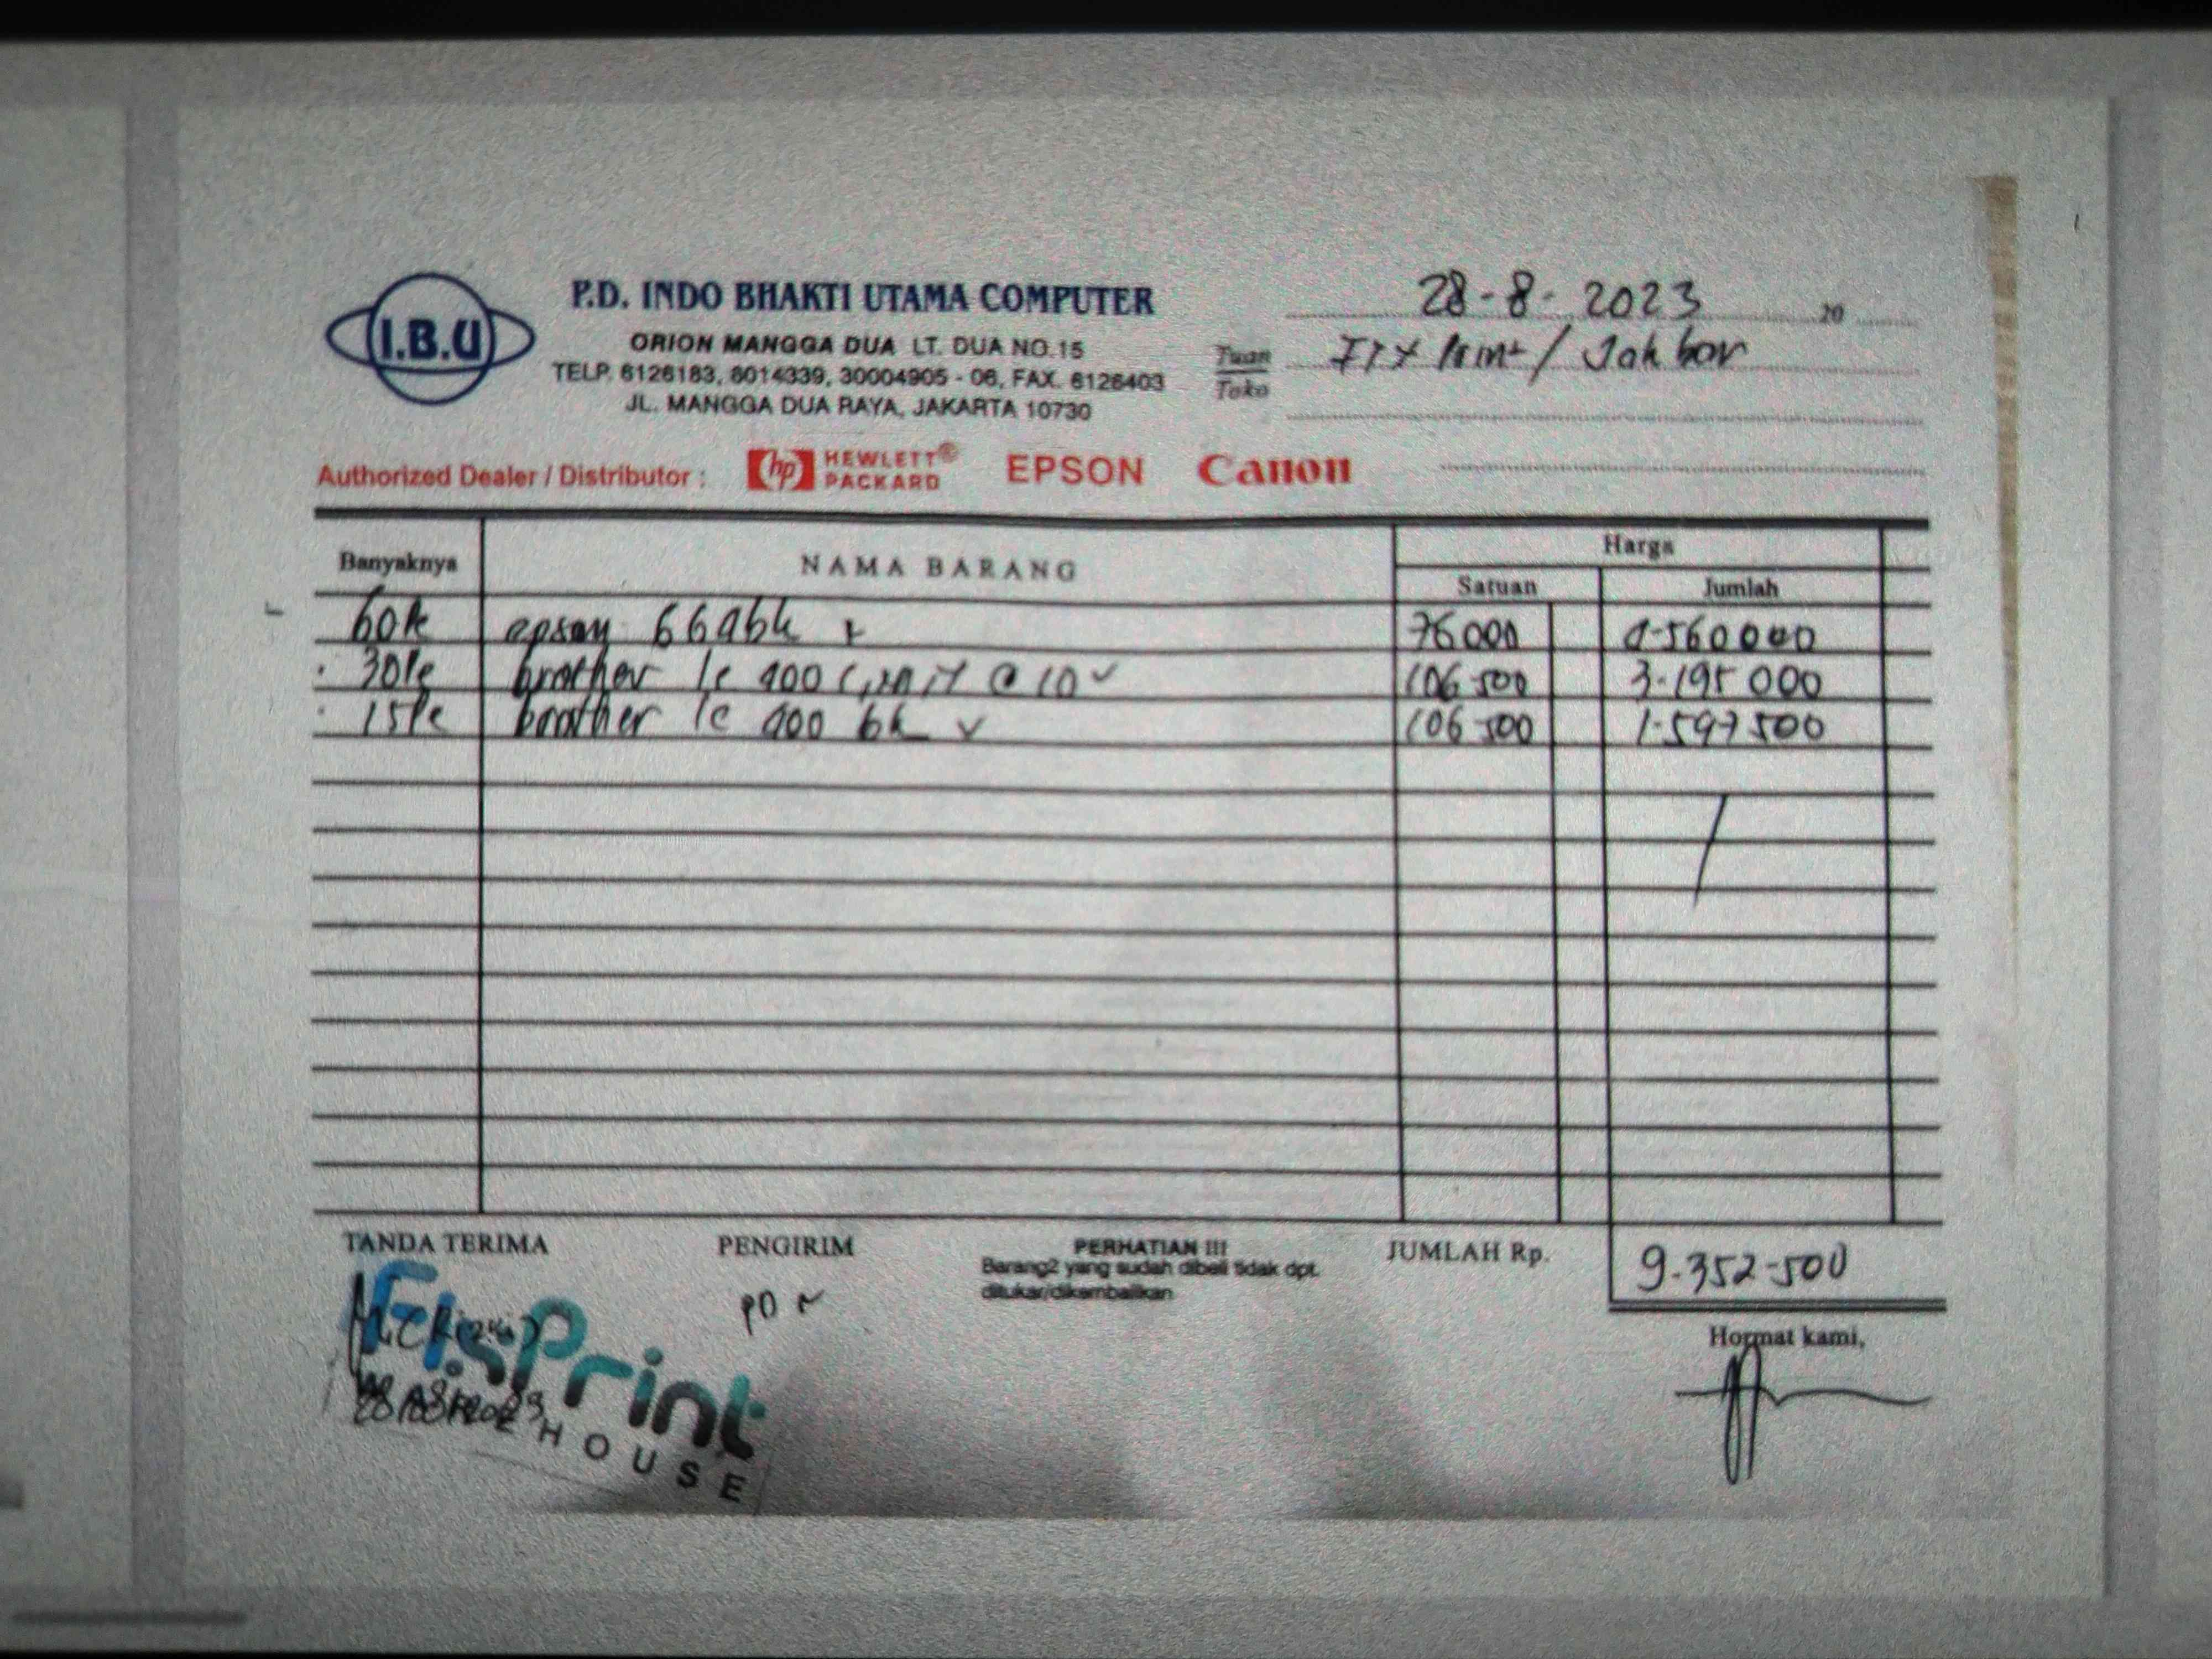 I.B.U
P.D. INDO BHAKTI UTAMA COMPUTER
ORION MANGGA DUA LT. DUA NO.15
TELP. 6126183, 6014339, 30004905 - 06, FAX. 6126403
JL. MANGGA DUA RAYA, JAKARTA 10730
28-8-2023 20
Tuan
Toko
/ Jakbar
Authorized Dealer / Distributor : hp HEWLETT® PACKARD EPSON Canon
Banyaknya NAMA BARANG Harga
Satuan Jumlah
epson 664bk 76000 4.560000
brother lc 400 @ 10 106500 3.195 000
brother lc 400 bk 106500 1.597500
TANDA TERIMA PENGIRIM PERHATIAN !!! JUMLAH Rp. 9.352.500
Barang2 yang sudah dibeli tidak dpt.
ditukar/dikembalikan
Hormat kami,
Print
HOUSE